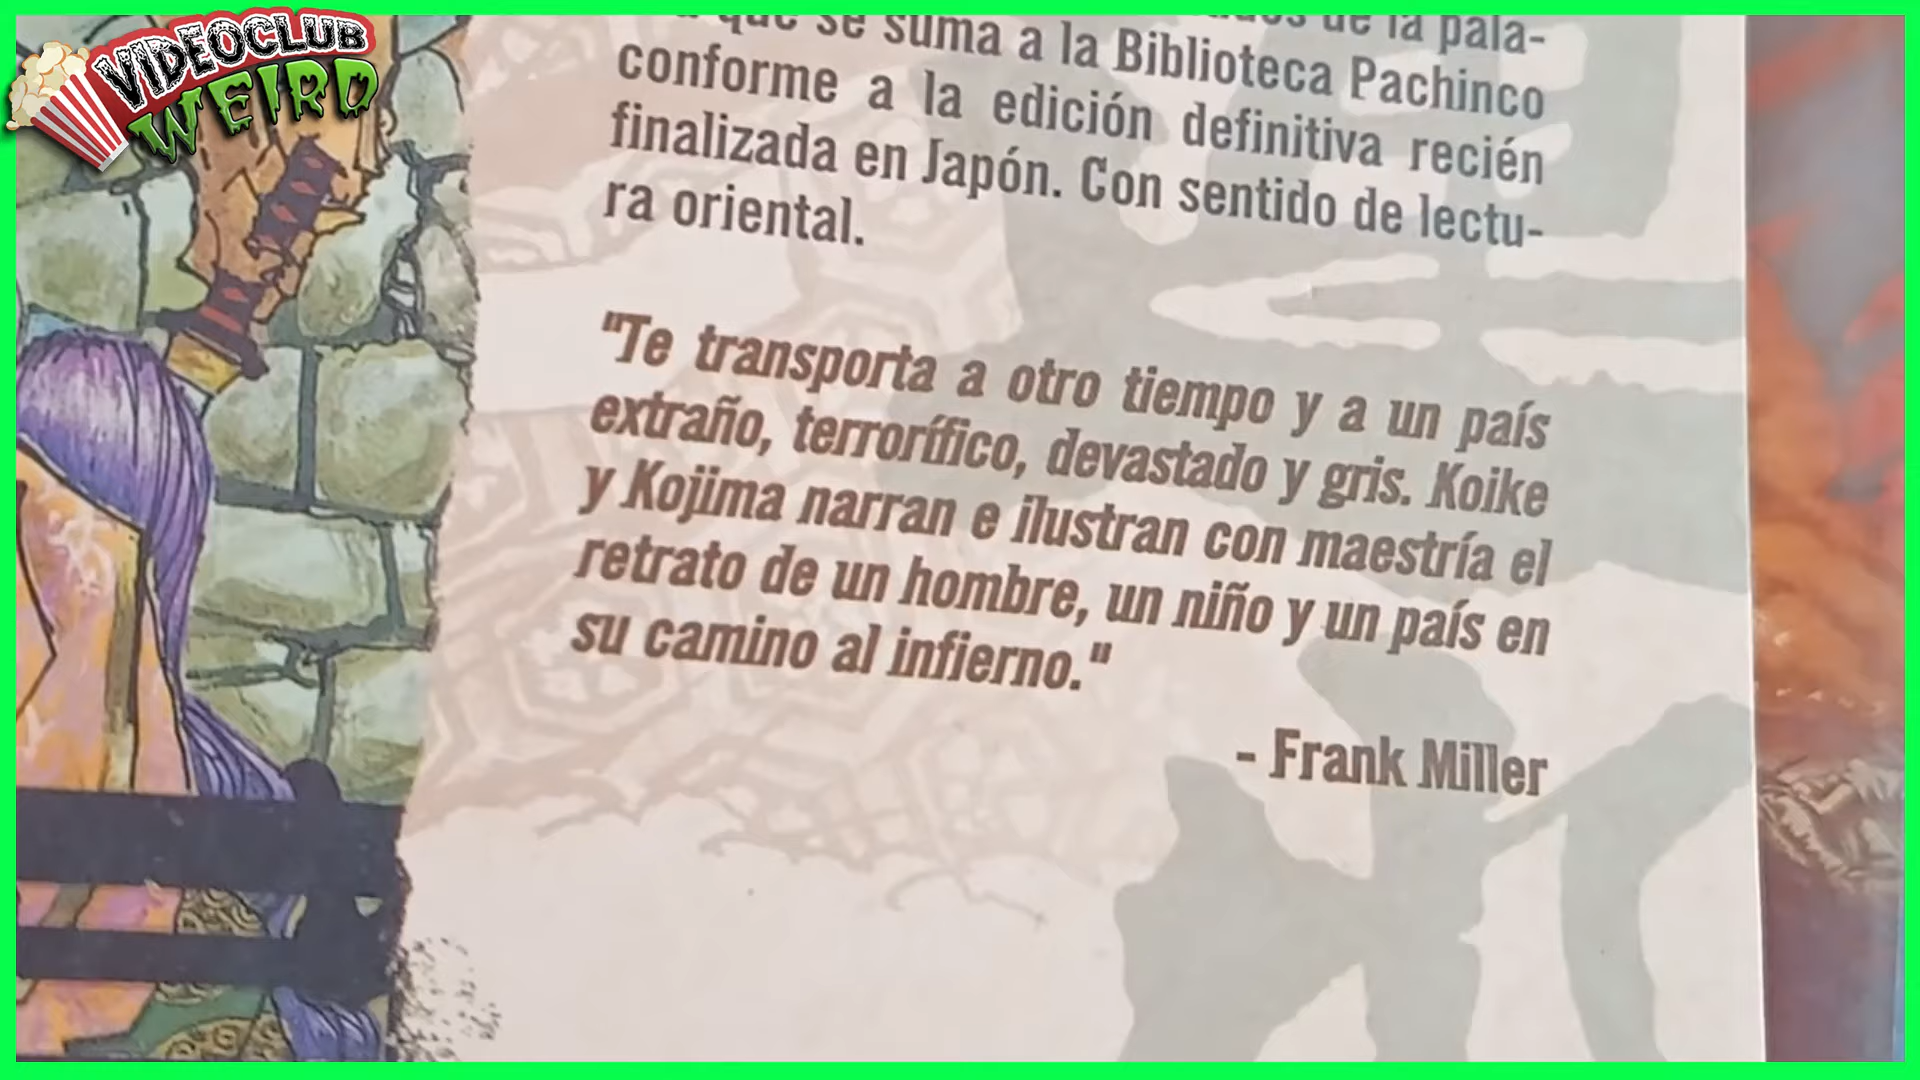 VIDEOCLUB
WEIRD
que se suma a la Biblioteca Pachinco
conforme a la edición definitiva recién
finalizada en Japón. Con sentido de lectu-
ra oriental.
"Te transporta a otro tiempo y a un país
extraño, terrorífico, devastado y gris. Koike
y Kojima narran e ilustran con maestría el
retrato de un hombre, un niño y un país en
su camino al infierno."
- Frank Miller